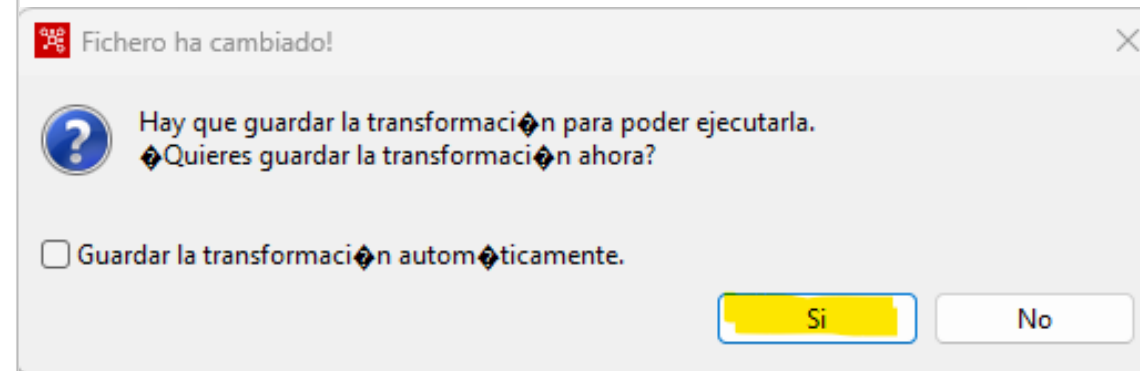 Fichero ha cambiado!
Hay que guardar la transformaci�n para poder ejecutarla.
�Quieres guardar la transformaci�n ahora?
Guardar la transformaci�n autom�ticamente.
Si
No